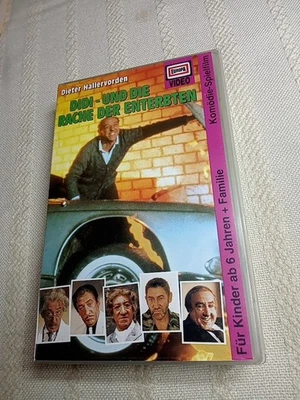 Dieter Hallervorden
DIDI - UND DIE
RACHE DER ENTERBTEN
VIDEO
Komödie-Spielfilm
Für Kinder ab 6 Jahren + Familie